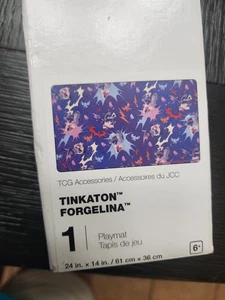 TCG Accessories / Accessoires du JCC
TINKATON™
FORGELINA™
1
Playmat
Tapis de jeu
24 in. x 14 in. / 61 cm x 36 cm
6+